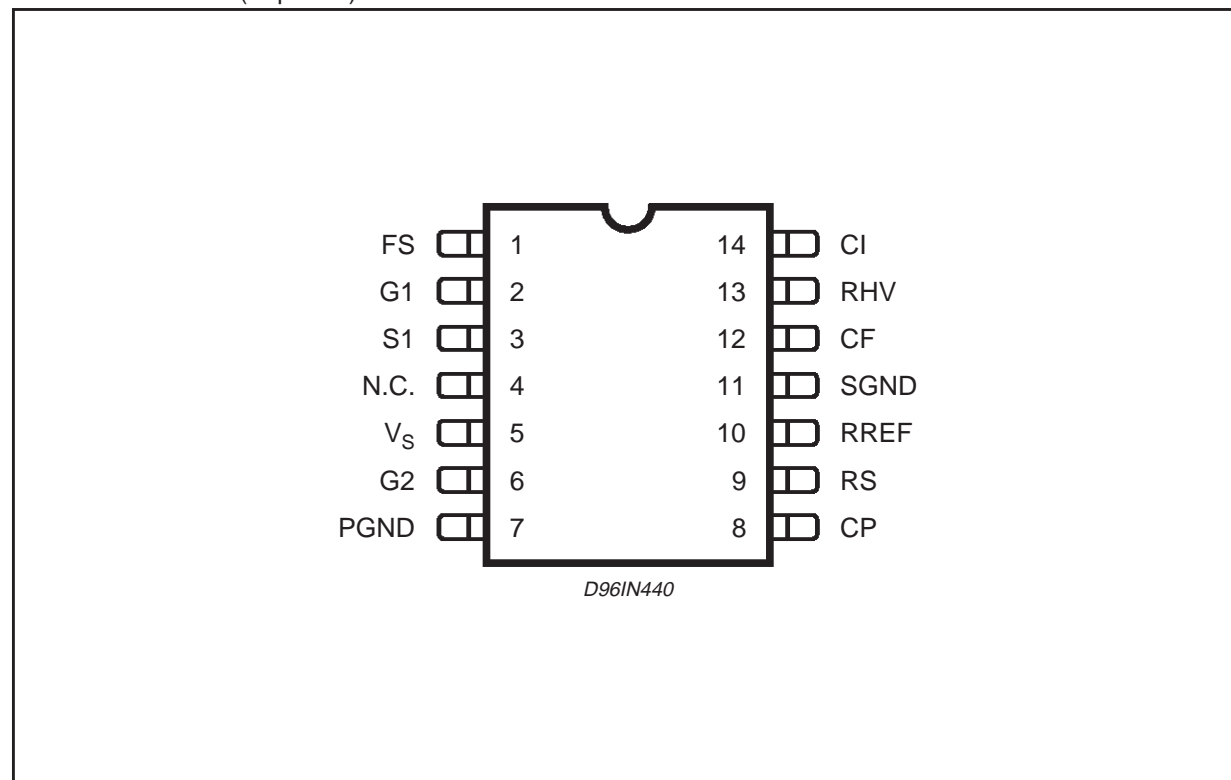 FS 1 14 CI
G1 2 13 RHV
S1 3 12 CF
N.C. 4 11 SGND
VS 5 10 RREF
G2 6 9 RS
PGND 7 8 CP
D96IN440